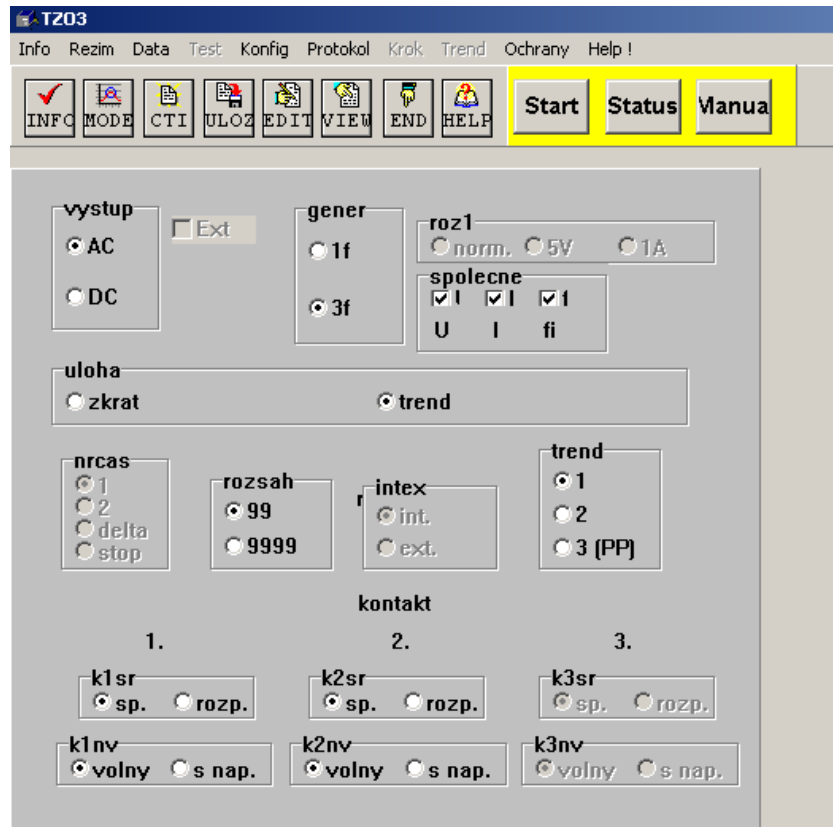 TZO3
Info Rezim Data Test Konfig Protokol Krok Trend Ochrany Help !
INFO MODE CTI ULOZ EDIT VIEW END HELP Start Status Manua
vystup gener
Ext roz1
AC 1f norm. 5V 1A
spolecne
DC 3f
U I fi
uloha
zkrat trend
nrcas trend
1 rozsah intex 1
2 99 int. 2
delta
stop 9999 ext. 3 (PP)
kontakt
1. 2. 3.
k1sr k2sr k3sr
sp. rozp. sp. rozp. sp. rozp.
k1nv k2nv k3nv
volny s nap. volny s nap. volny s nap.